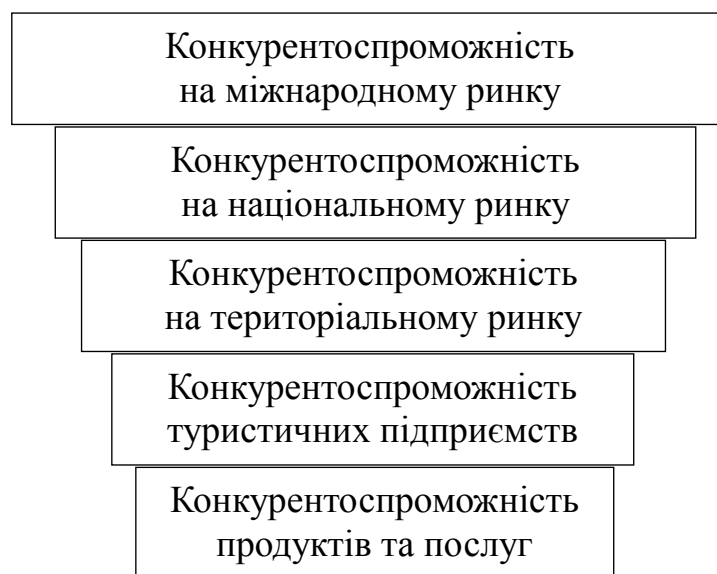 Конкурентоспроможність
на міжнародному ринку
Конкурентоспроможність
на національному ринку
Конкурентоспроможність
на територіальному ринку
Конкурентоспроможність
туристичних підприємств
Конкурентоспроможність
продуктів та послуг